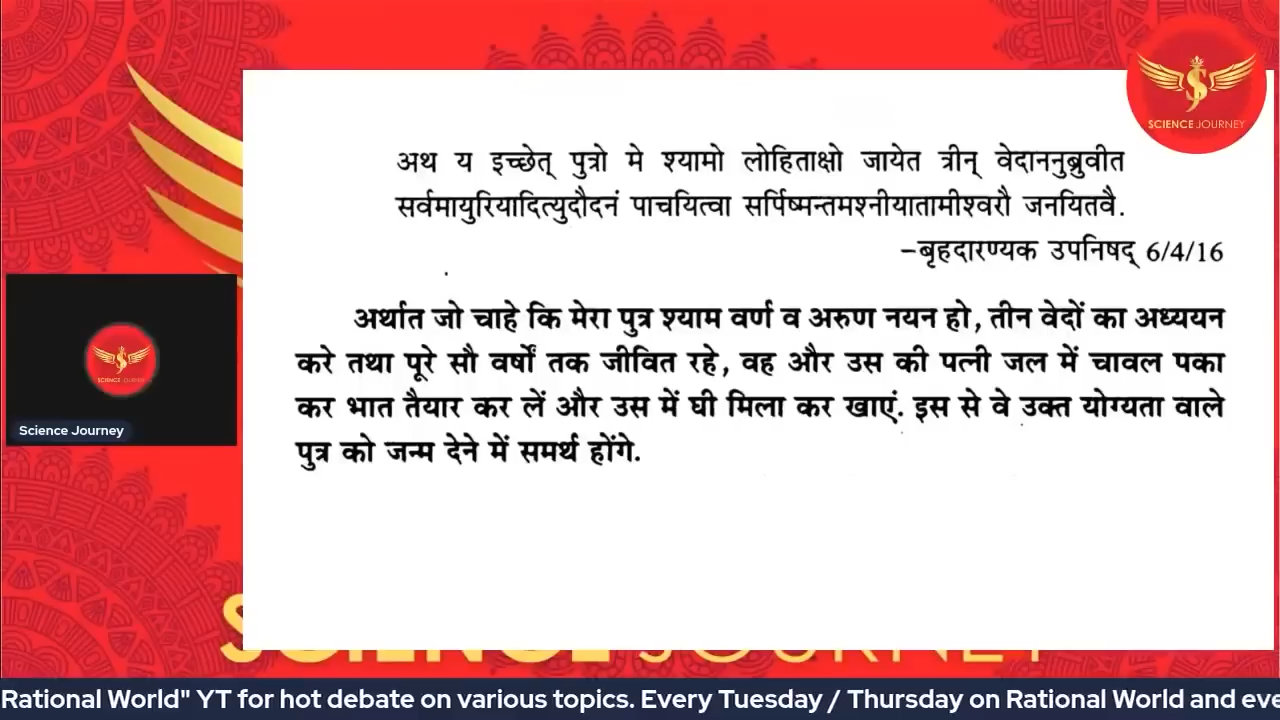 SCIENCE JOURNEY
अथ य इच्छेत् पुत्रो मे श्यामो लोहिताक्षो जायेत त्रीन् वेदाननुब्रुवीत
सर्वमायुरियादित्युदौदनं पाचयित्वा सर्पिष्मन्तमश्नीयातामीश्वरौ जनयितवै.
–बृहदारण्यक उपनिषद् 6/4/16
अर्थात जो चाहे कि मेरा पुत्र श्याम वर्ण व अरुण नयन हो, तीन वेदों का अध्ययन
करे तथा पूरे सौ वर्षों तक जीवित रहे, वह और उस की पत्नी जल में चावल पका
कर भात तैयार कर लें और उस में घी मिला कर खाएं. इस से वे उक्त योग्यता वाले
पुत्र को जन्म देने में समर्थ होंगे.
Science Journey
Rational World" YT for hot debate on various topics. Every Tuesday / Thursday on Rational World and eve